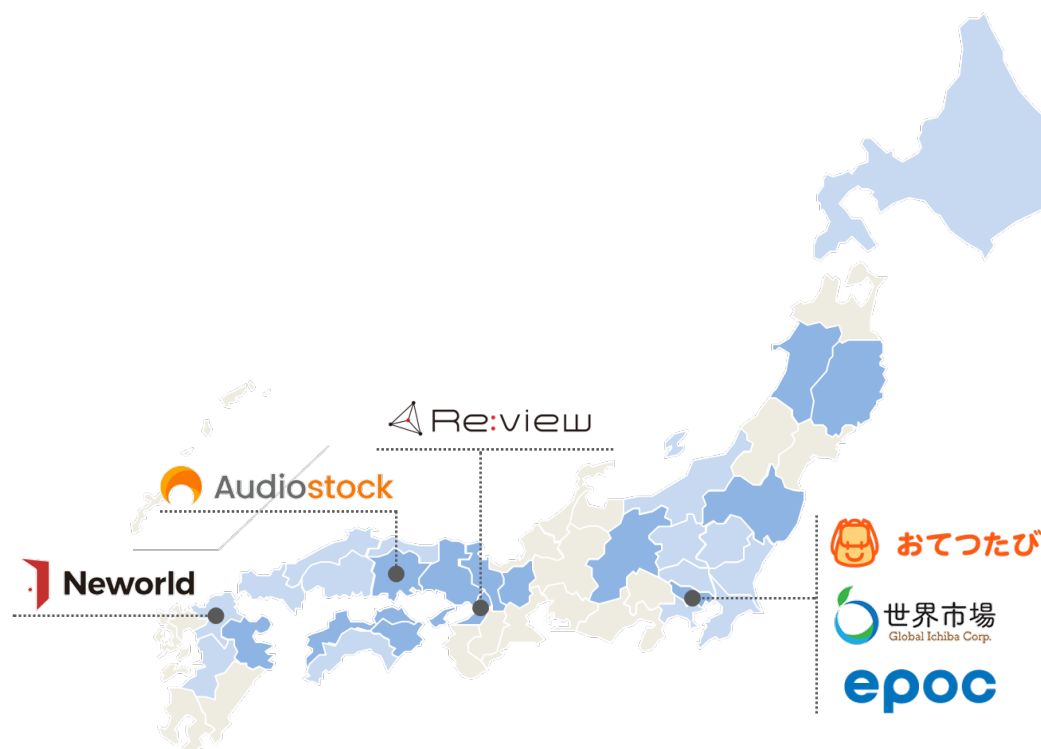 Re:view
Audiostock
Neworld
おてつたび
世界市場
Global Ichiba Corp.
epoc